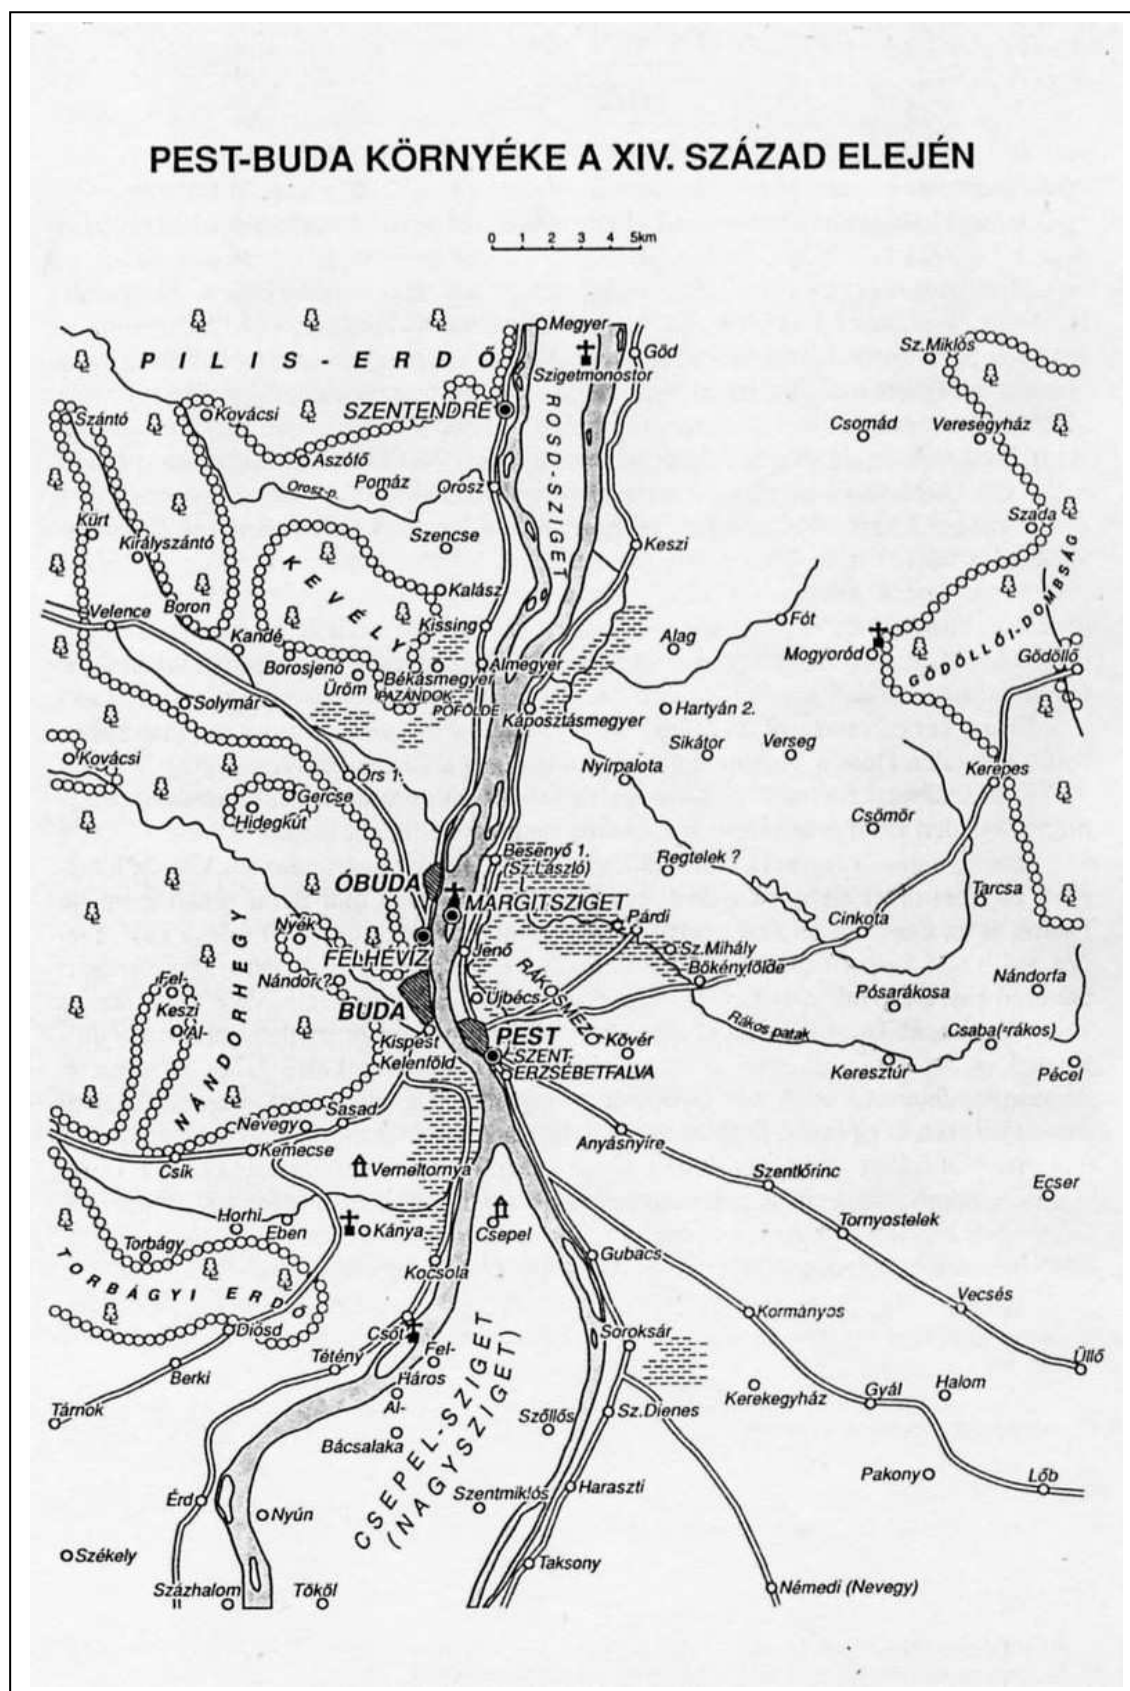 PEST-BUDA KÖRNYÉKE A XIV. SZÁZAD ELEJÉN
0 1 2 3 4 5km
Megyer
PILIS-ERDŐ
Göd
Sz.Miklós
Szigetmonostor
SZENTENDRE
ROSD-SZIGET
Szántó
Kovácsi
Csomád
Veresegyház
Aszófő
Pomáz
Orosz
Orosz-p.
Kürt
Királyszántó
Szencse
Keszi
Szada
KEVÉLY
Kalász
GÖDÖLLŐI-DOMBSÁG
Velence
Boron
Kissing
Fót
Kandé
Alag
Mogyoród
Gödöllő
Borosjenő
Almegyer
Üröm
Békásmegyer
PAZANDOK
Solymár
PÓFÖLDE
Káposztásmegyer
Hartyán 2.
Sikátor
Verseg
Kovácsi
Örs 1.
Nyírpalota
Kerepes
Gercse
Hidegkút
Csömör
Besenyő 1.
(Sz.László)
Regtelek ?
ÓBUDA
MARGITSZIGET
Tarcsa
Nyék
Párdi
Cinkota
FELHÉVÍZ
Jenő
Sz.Mihály
NÁNDORHEGY
RÁKOSMEZŐ
Bökényfölde
Fel-
Keszi
Al-
Nándor ?
Újbécs
Nándorfa
BUDA
Pósarákosa
PEST
Rákos patak
Kispest
Kövér
Csaba(-rákos)
Kelenföld
SZENT-
ERZSÉBETFALVA
Keresztúr
Pécel
Sasad
Nevegy
Kemecse
Anyásnyíre
Csík
Verneltornya
Szentlőrinc
Ecser
Horhi
Eben
Kánya
Csepel
Tornyostelek
Torbágy
Gubacs
TORBÁGYI ERDŐ
Kocsola
Vecsés
Kormányos
Diósd
Csőt
Soroksár
Fel-
Tétény
Üllő
Berki
Háros
Al-
Kerekegyház
Gyál
Halom
Tárnok
Szőllős
Sz.Dienes
Bácsalaka
CSEPEL-SZIGET
(NAGYSZIGET)
Pakony
Lőb
Érd
Szentmiklós
Haraszti
Nyún
Székely
Taksony
Százhalom
Tököl
Némedi (Nevegy)